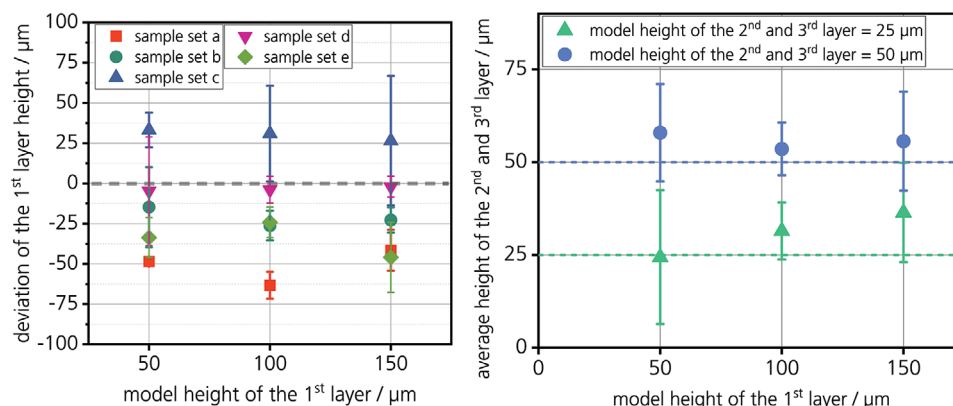 deviation of the 1st layer height / µm
100
75
50
25
0
-25
-50
-75
-100
sample set a
sample set b
sample set c
sample set d
sample set e
50
100
150
model height of the 1st layer / µm
average height of the 2nd and 3rd layer / µm
75
50
25
0
model height of the 2nd and 3rd layer = 25 µm
model height of the 2nd and 3rd layer = 50 µm
0
50
100
150
model height of the 1st layer / µm